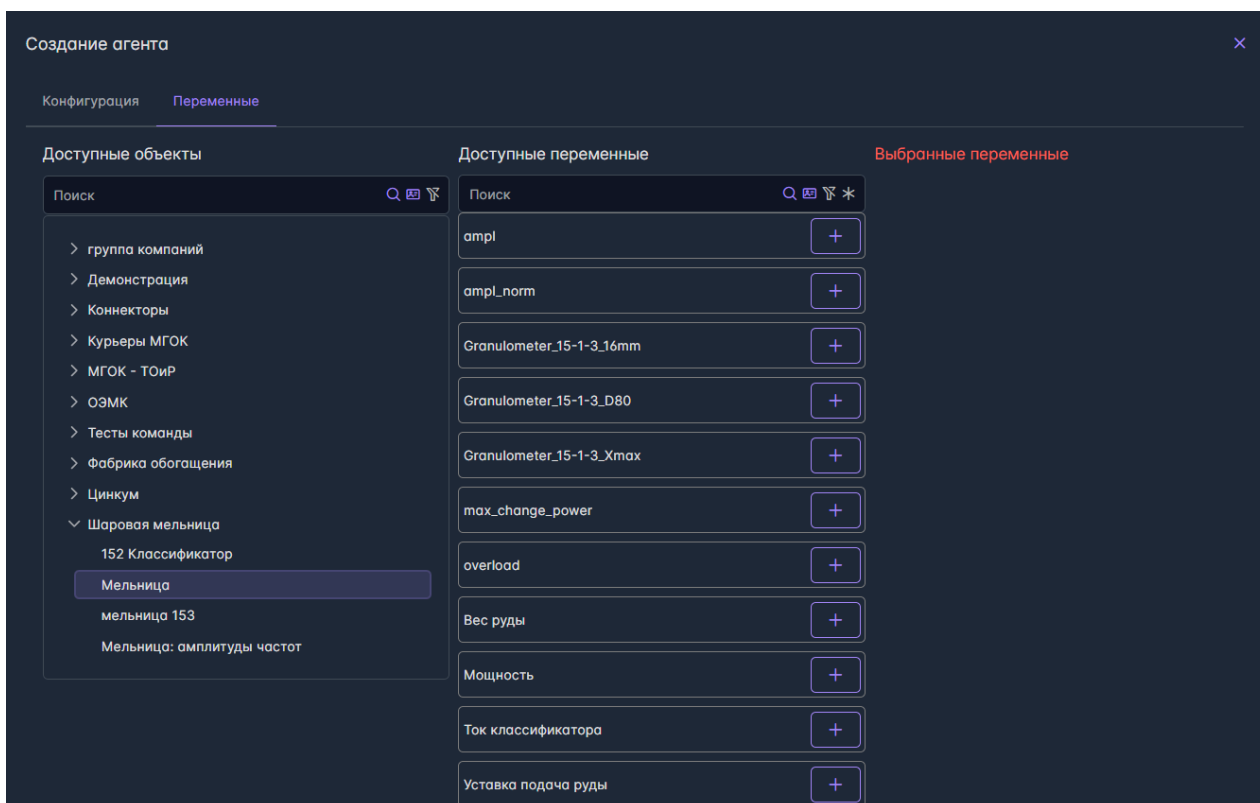 Создание агента
Конфигурация
Переменные
Доступные объекты
Поиск
группа компаний
Демонстрация
Коннекторы
Курьеры МГОК
МГОК - ТОиР
ОЭМК
Тесты команды
Фабрика обогащения
Цинкум
Шаровая мельница
152 Классификатор
Мельница
мельница 153
Мельница: амплитуды частот
Доступные переменные
Поиск
ampl
ampl_norm
Granulometer_15-1-3_16mm
Granulometer_15-1-3_D80
Granulometer_15-1-3_Xmax
max_change_power
overload
Вес руды
Мощность
Ток классификатора
Уставка подача руды
Выбранные переменные